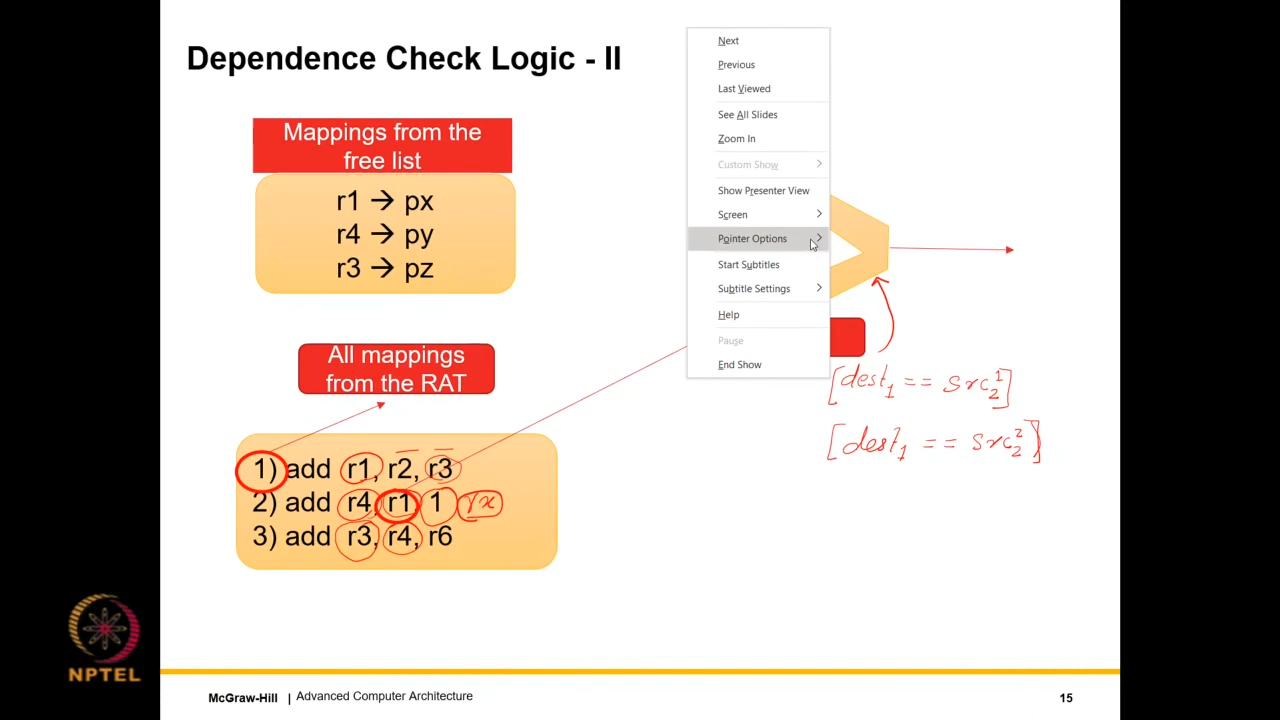 Dependence Check Logic - II
Mappings from the
free list
r1 → px
r4 → py
r3 → pz
All mappings
from the RAT
1) add r1, r2, r3
2) add r4, r1, 1 rx
3) add r3, r4, r6
Next
Previous
Last Viewed
See All Slides
Zoom In
Custom Show
Show Presenter View
Screen
Pointer Options
Start Subtitles
Subtitle Settings
Help
Pause
End Show
[dest₁ == src₂¹]
[dest₁ == src₂²]
NPTEL
McGraw-Hill | Advanced Computer Architecture
15